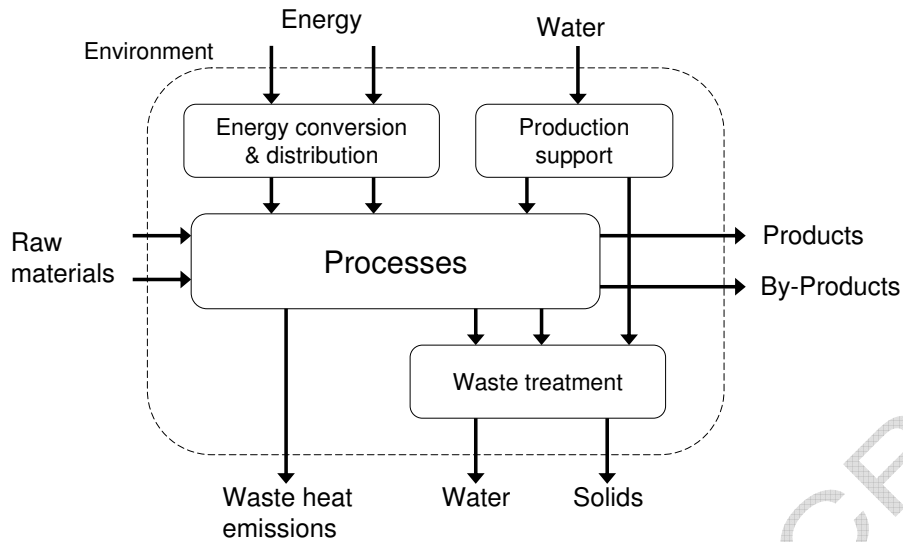 Energy
Water
Environment
Energy conversion
& distribution
Production
support
Raw
materials
Processes
Products
By-Products
Waste treatment
Waste heat
emissions
Water
Solids